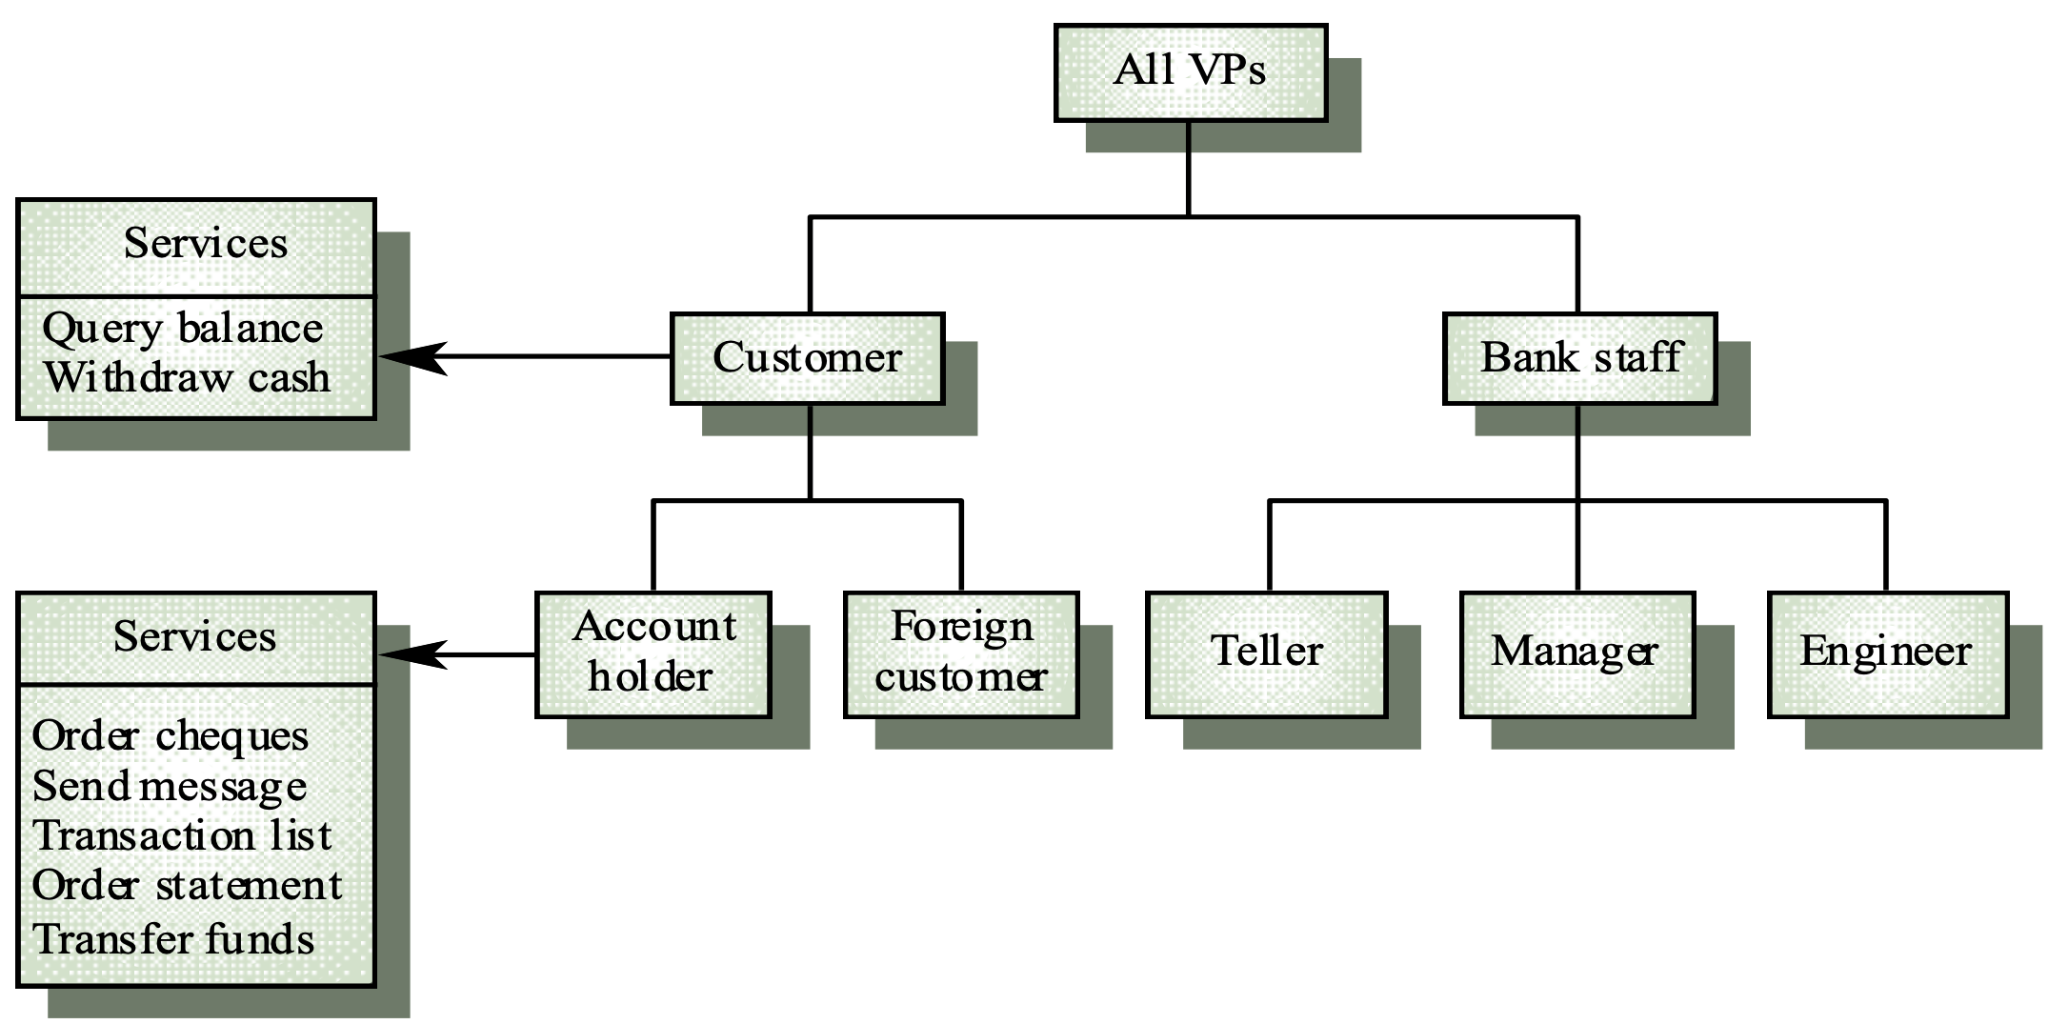 All VPs
Services
Query balance
Withdraw cash
Customer
Bank staff
Services
Order cheques
Send message
Transaction list
Order statement
Transfer funds
Account
holder
Foreign
customer
Teller
Manager
Engineer